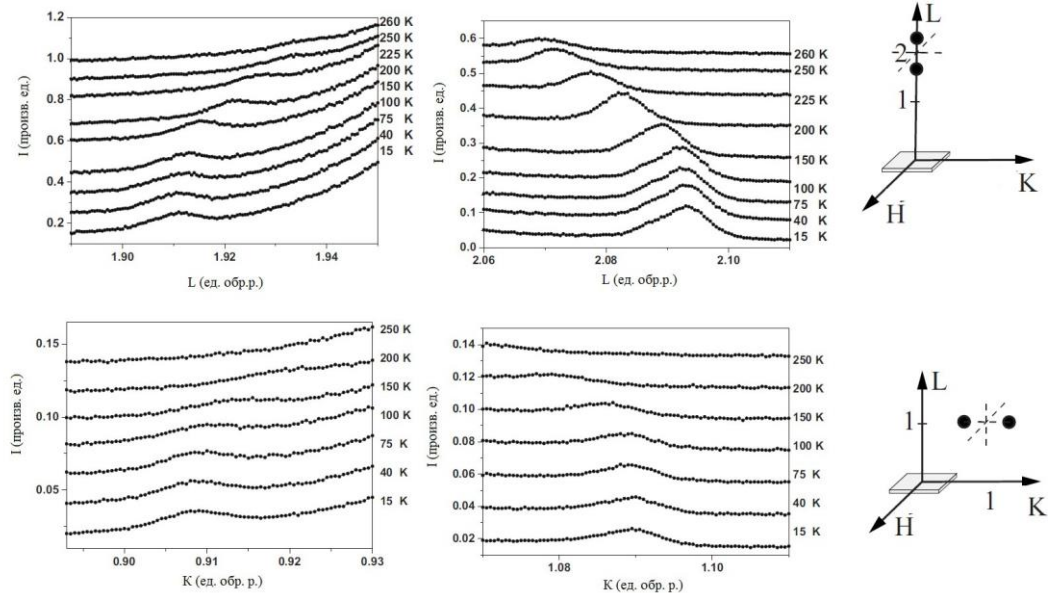 1.2
1.0
0.8
0.6
0.4
0.2
I (произв. ед.)
260 K
250 K
225 K
200 K
150 K
100 K
75 K
40 K
15 K
1.90
1.92
1.94
L (ед. обр.р.)
0.6
0.5
0.4
0.3
0.2
0.1
0.0
I (произв. ед.)
260 K
250 K
225 K
200 K
150 K
100 K
75 K
40 K
15 K
2.06
2.08
2.10
L (ед. обр.р.)
L
2
1
K
H
0.15
0.10
0.05
I (произв. ед.)
250 K
200 K
150 K
100 K
75 K
40 K
15 K
0.90
0.91
0.92
0.93
K (ед. обр. р.)
0.14
0.12
0.10
0.08
0.06
0.04
0.02
I (произв. ед.)
250 K
200 K
150 K
100 K
75 K
40 K
15 K
1.08
1.10
K (ед. обр. р.)
L
1
1
K
H